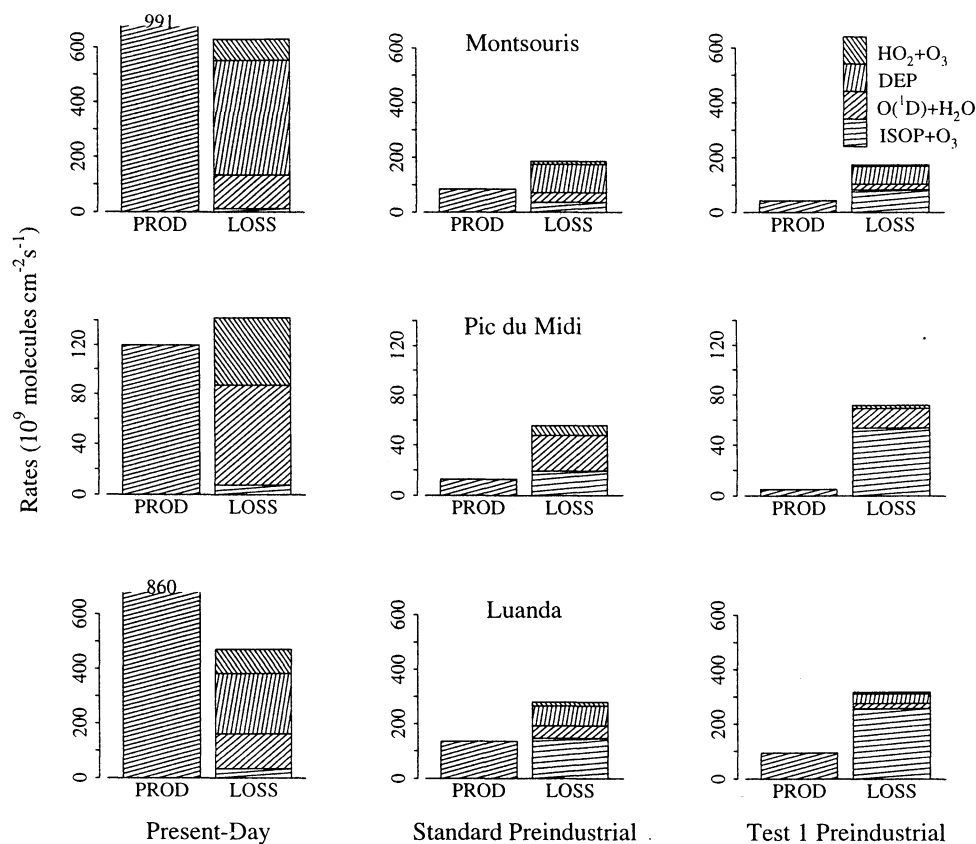 Rates (10⁹ molecules cm⁻²s⁻¹)
991
600
400
200
0
PROD LOSS
Montsouris
600
400
200
0
PROD LOSS
600
400
200
0
PROD LOSS
HO₂+O₃
DEP
O(¹D)+H₂O
ISOP+O₃
120
80
40
0
PROD LOSS
Pic du Midi
120
80
40
0
PROD LOSS
120
80
40
0
PROD LOSS
860
600
400
200
0
PROD LOSS
Luanda
600
400
200
0
PROD LOSS
600
400
200
0
PROD LOSS
Present-Day
Standard Preindustrial
Test 1 Preindustrial